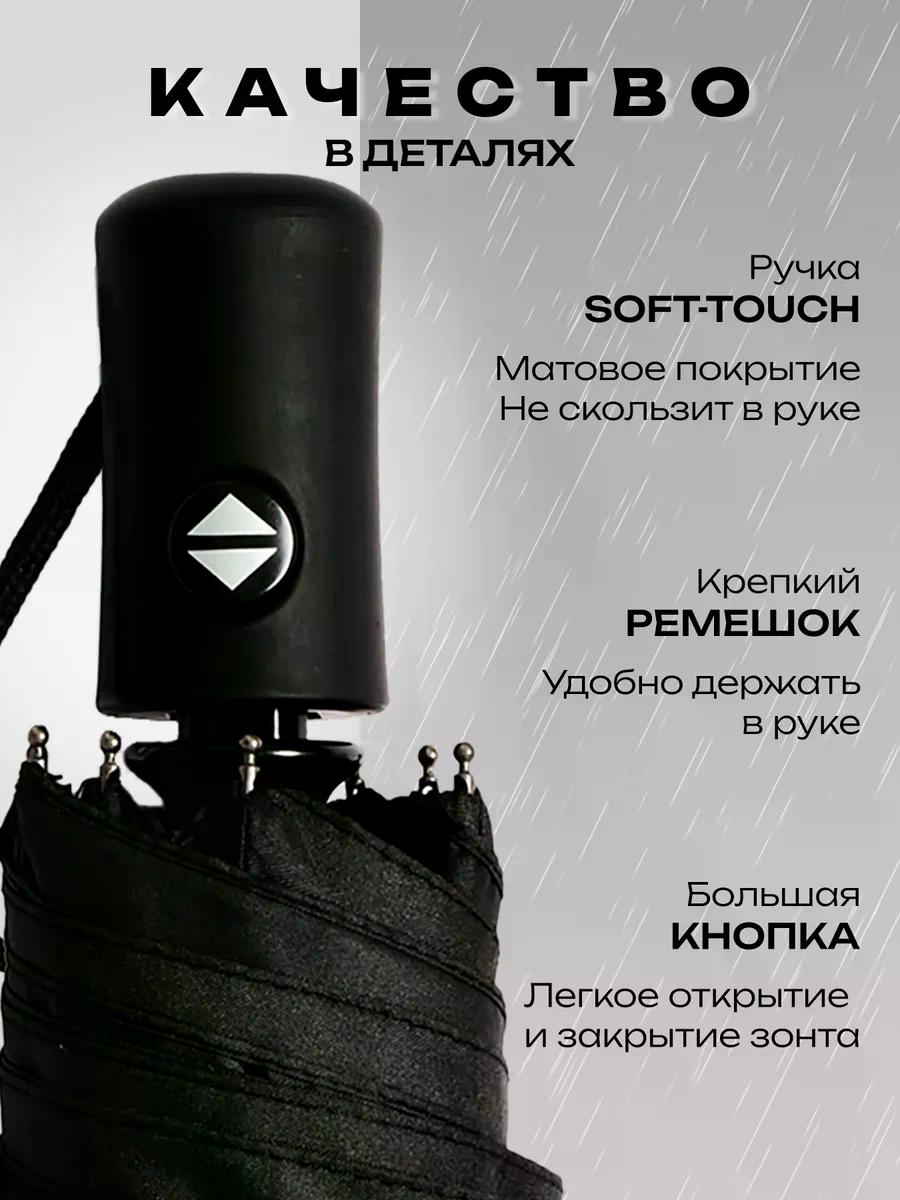 КАЧЕСТВО
В ДЕТАЛЯХ
Ручка
SOFT-TOUCH
Матовое покрытие
Не скользит в руке
Крепкий
РЕМЕШОК
Удобно держать
в руке
Большая
КНОПКА
Легкое открытие
и закрытие зонта